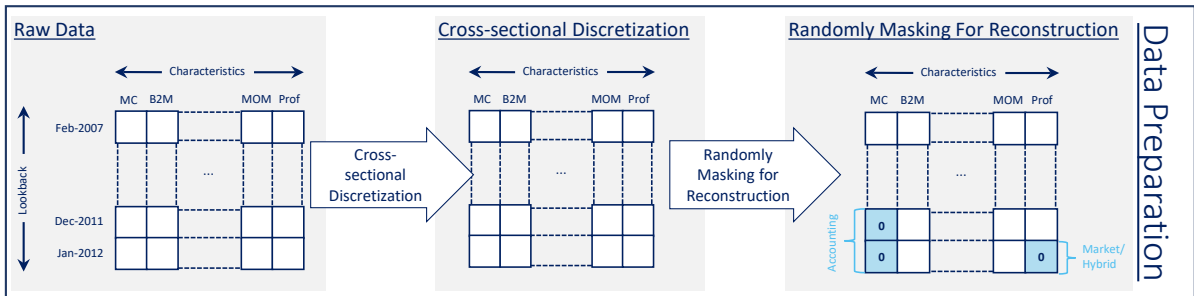 Raw Data
Characteristics
MC B2M MOM Prof
Feb-2007
...
Lookback
Dec-2011
Jan-2012
Cross-
sectional
Discretization
Cross-sectional Discretization
Characteristics
MC B2M MOM Prof
...
Randomly
Masking for
Reconstruction
Randomly Masking For Reconstruction
Characteristics
MC B2M MOM Prof
...
Accounting
0
0 0
Market/
Hybrid
Data Preparation